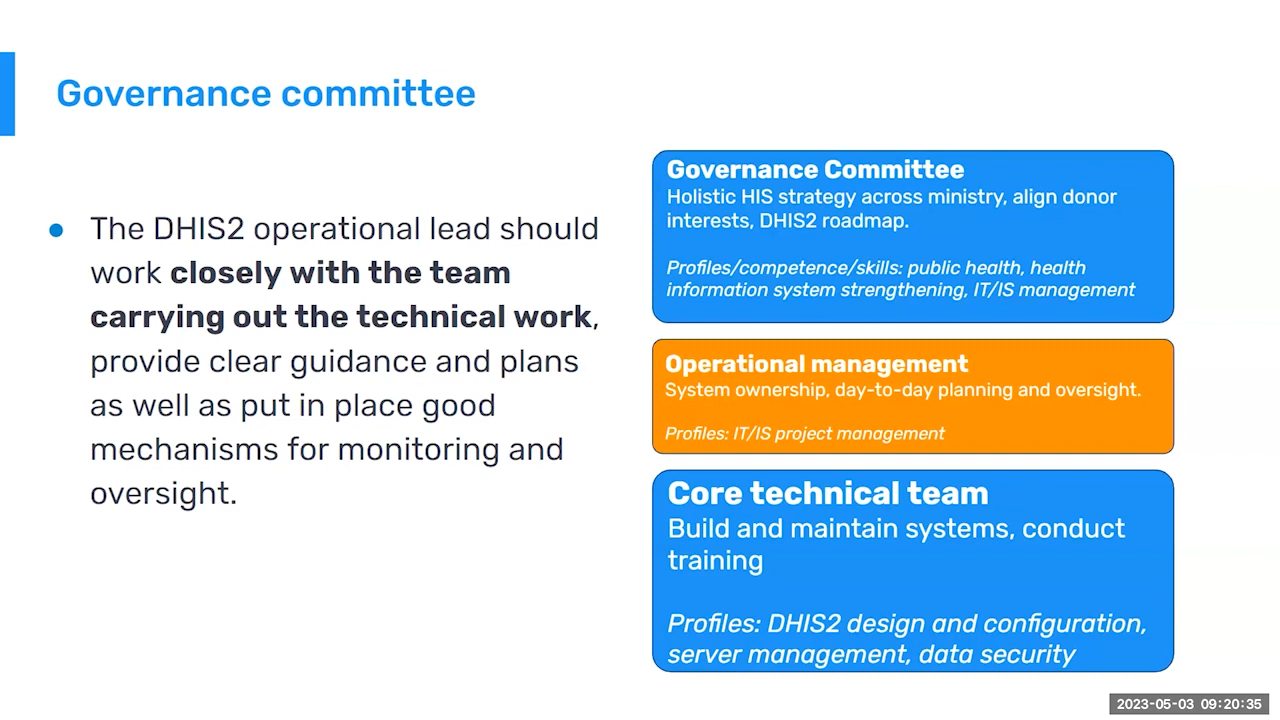 Governance committee
The DHIS2 operational lead should
work closely with the team
carrying out the technical work,
provide clear guidance and plans
as well as put in place good
mechanisms for monitoring and
oversight.
Governance Committee
Holistic HIS strategy across ministry, align donor
interests, DHIS2 roadmap.
Profiles/competence/skills: public health, health
information system strengthening, IT/IS management
Operational management
System ownership, day-to-day planning and oversight.
Profiles: IT/IS project management
Core technical team
Build and maintain systems, conduct
training
Profiles: DHIS2 design and configuration,
server management, data security
2023-05-03 09:20:35